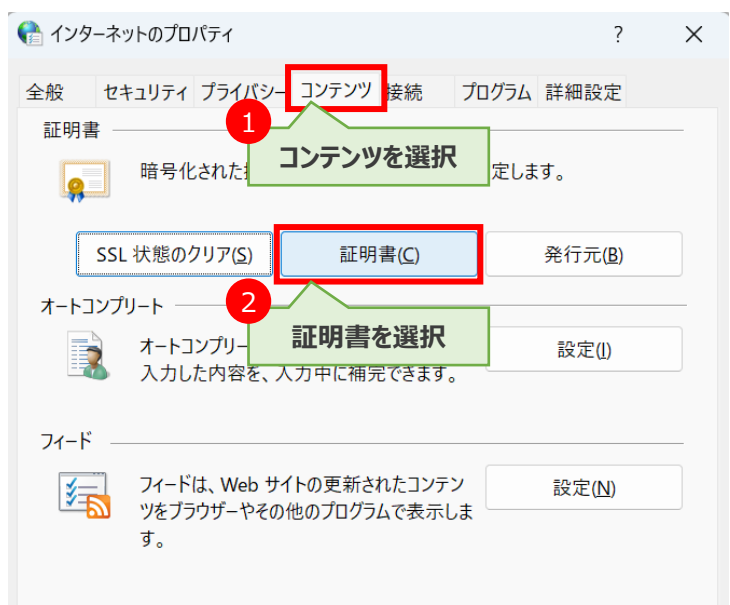 インターネットのプロパティ
?
全般 セキュリティ プライバシー コンテンツ 接続 プログラム 詳細設定
1
証明書
コンテンツを選択
暗号化された 定します。
SSL 状態のクリア(S) 証明書(C) 発行元(B)
2
オートコンプリート
証明書を選択
オートコンプリー
設定(I)
入力した内容を、入力中に補完できます。
フィード
フィードは、Web サイトの更新されたコンテン
ツをブラウザーやその他のプログラムで表示しま
す。
設定(N)